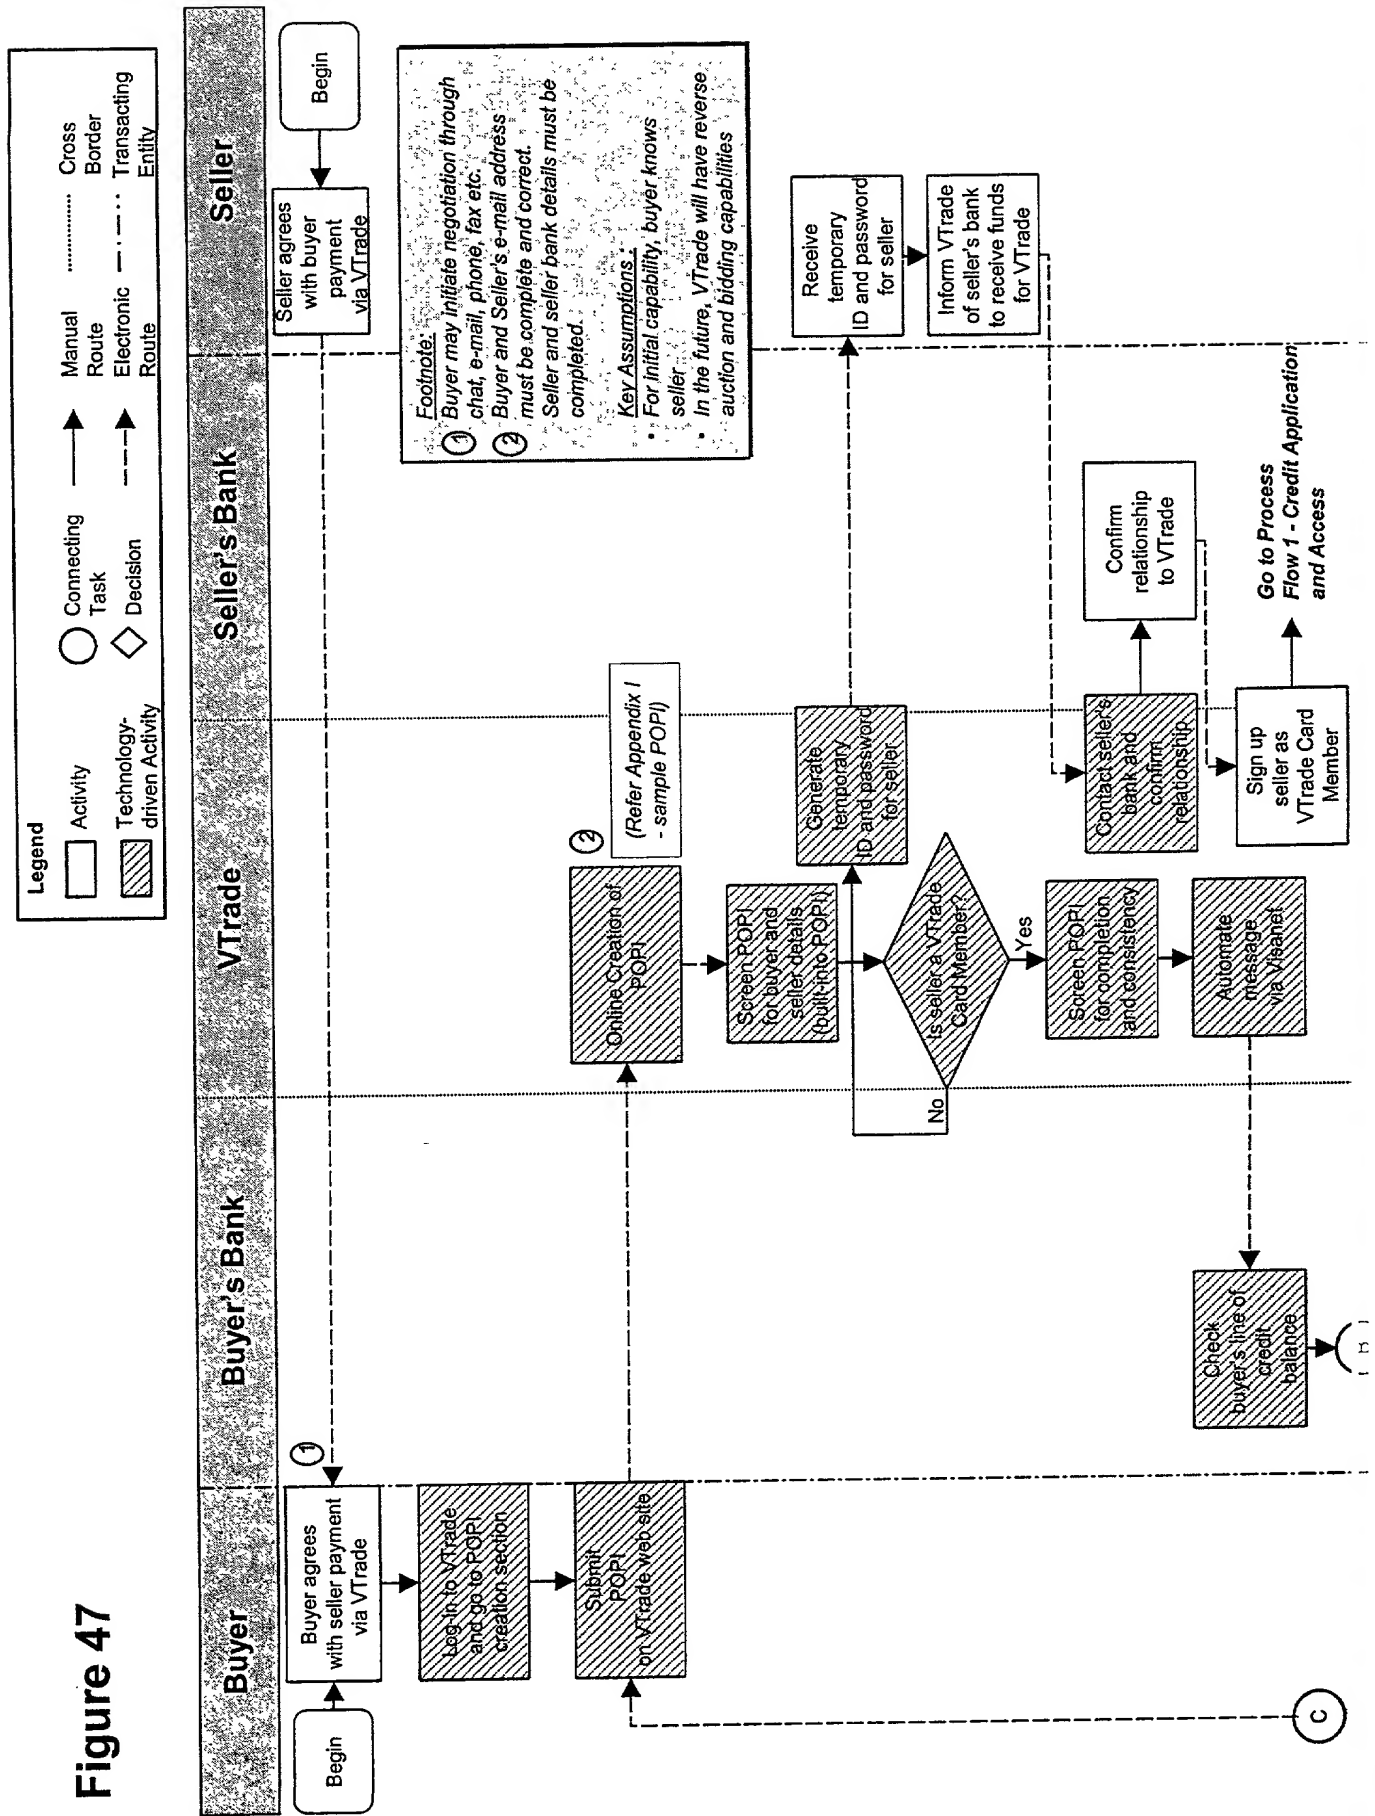 Figure 47
Legend
Activity
Technology-
driven Activity
Connecting
Task
Decision
Manual
Route
Electronic
Route
Cross
Border
Transacting
Entity
Buyer
Buyer's Bank
VTrade
Seller's Bank
Seller
Begin
Buyer agrees
with seller payment
via VTrade
1
Seller agrees
with buyer
payment
via VTrade
Begin
Log-In to VTrade
and go to POPI
creation section
Submit
POPI
on VTrade web site
Online Creation of
POPI
2
(Refer Appendix I
- sample POPI)
Footnote:
1 Buyer may initiate negotiation through
chat, e-mail, phone, fax etc.
2 Buyer and Seller's e-mail address
must be complete and correct.
Seller and seller bank details must be
completed.
Key Assumptions :
• For initial capability, buyer knows
seller
• In the future, VTrade will have reverse
auction and bidding capabilities
Screen POPI
for buyer and
seller details
(built-into POPI)
Generate
temporary
ID and password
for seller
Receive
temporary
ID and password
for seller
No
Is seller a VTrade
Card Member?
Yes
Inform VTrade
of seller's bank
to receive funds
for VTrade
Screen POPI
for completion
and consistency
Contact seller's
bank and
confirm
relationship
Confirm
relationship
to VTrade
Check
buyer's line of
credit
balance
Automate
message
via Visanet
Sign up
seller as
VTrade Card
Member
Go to Process
Flow 1 - Credit Application
and Access
C
B